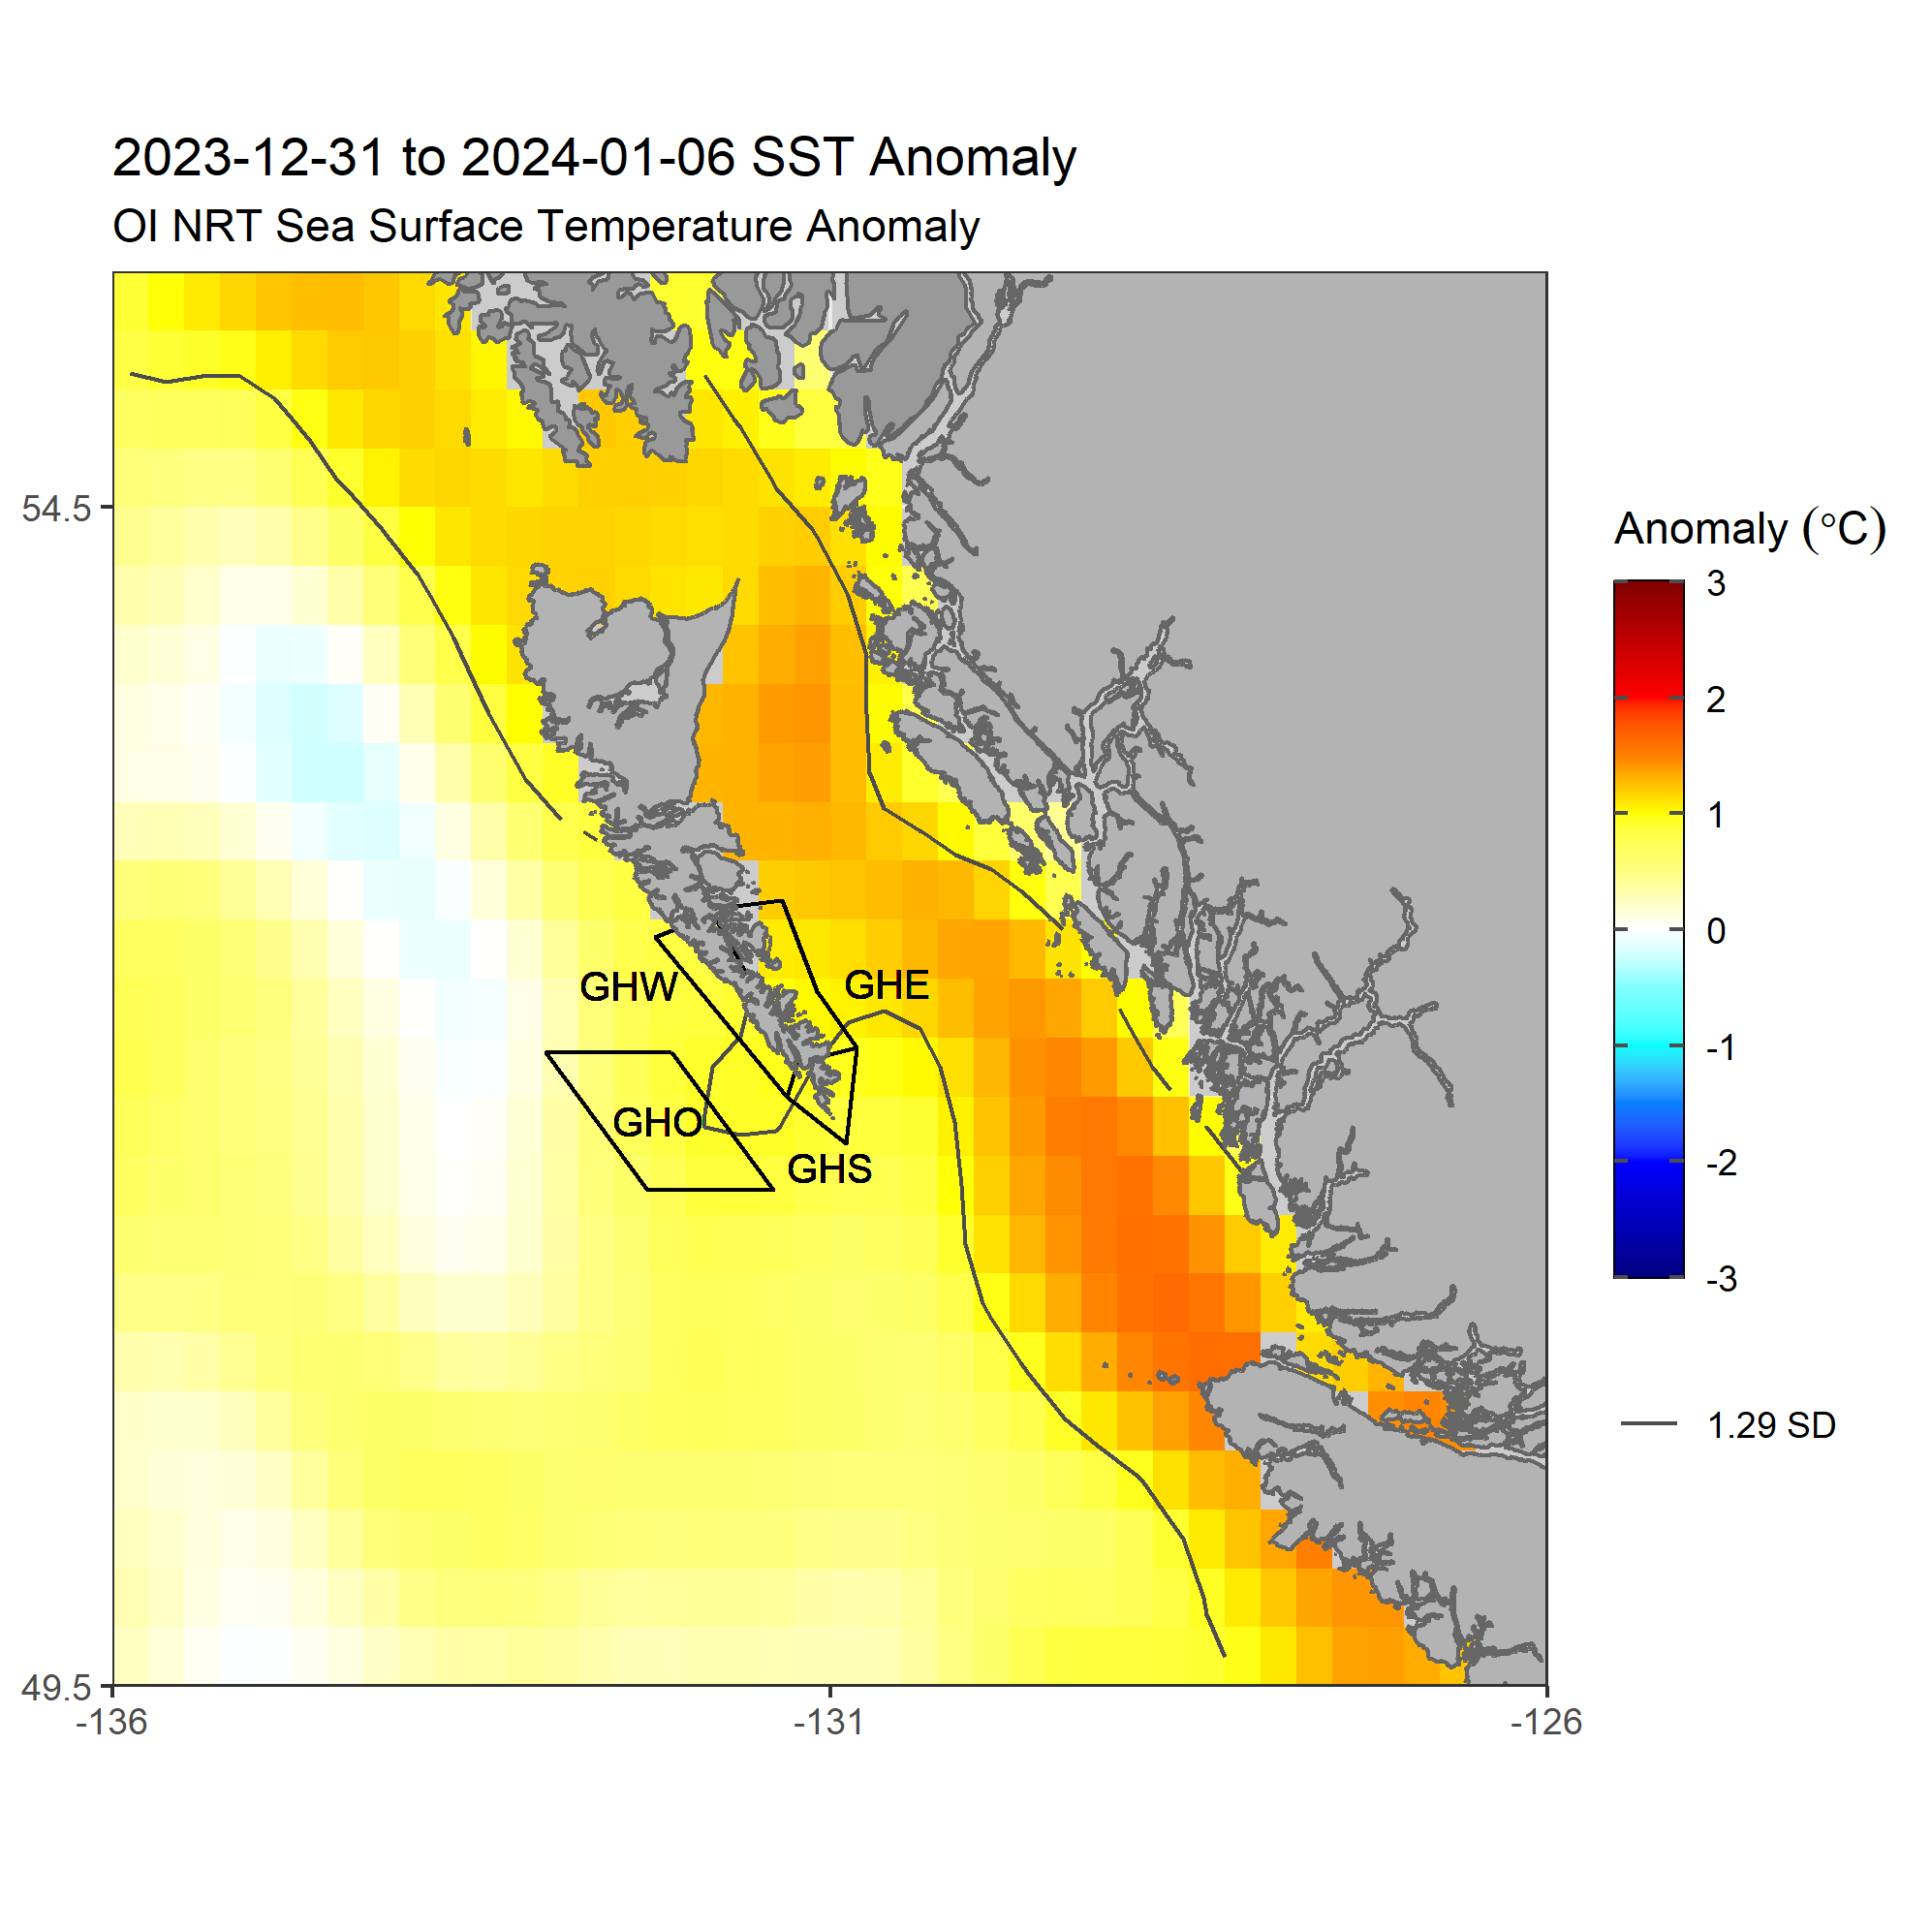 2023-12-31 to 2024-01-06 SST Anomaly
OI NRT Sea Surface Temperature Anomaly
54.5
49.5
-136
-131
-126
GHW
GHE
GHO
GHS
Anomaly (°C)
3
2
1
0
-1
-2
-3
1.29 SD